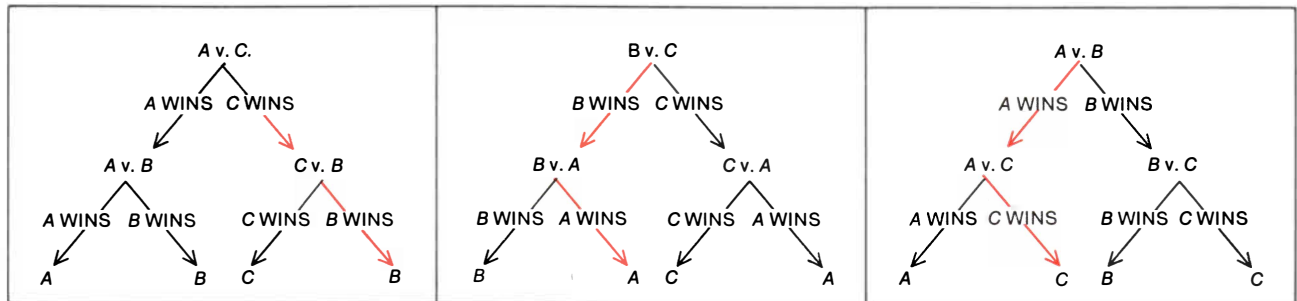 A v. C.
A WINS C WINS
A v. B
C v. B
A WINS B WINS
C WINS B WINS
A
B
C
B
B v. C
B WINS C WINS
B v. A
C v. A
B WINS A WINS
C WINS A WINS
B
A
C
A
A v. B
A WINS B WINS
A v. C
B v. C
A WINS C WINS
B WINS C WINS
A
C
B
C